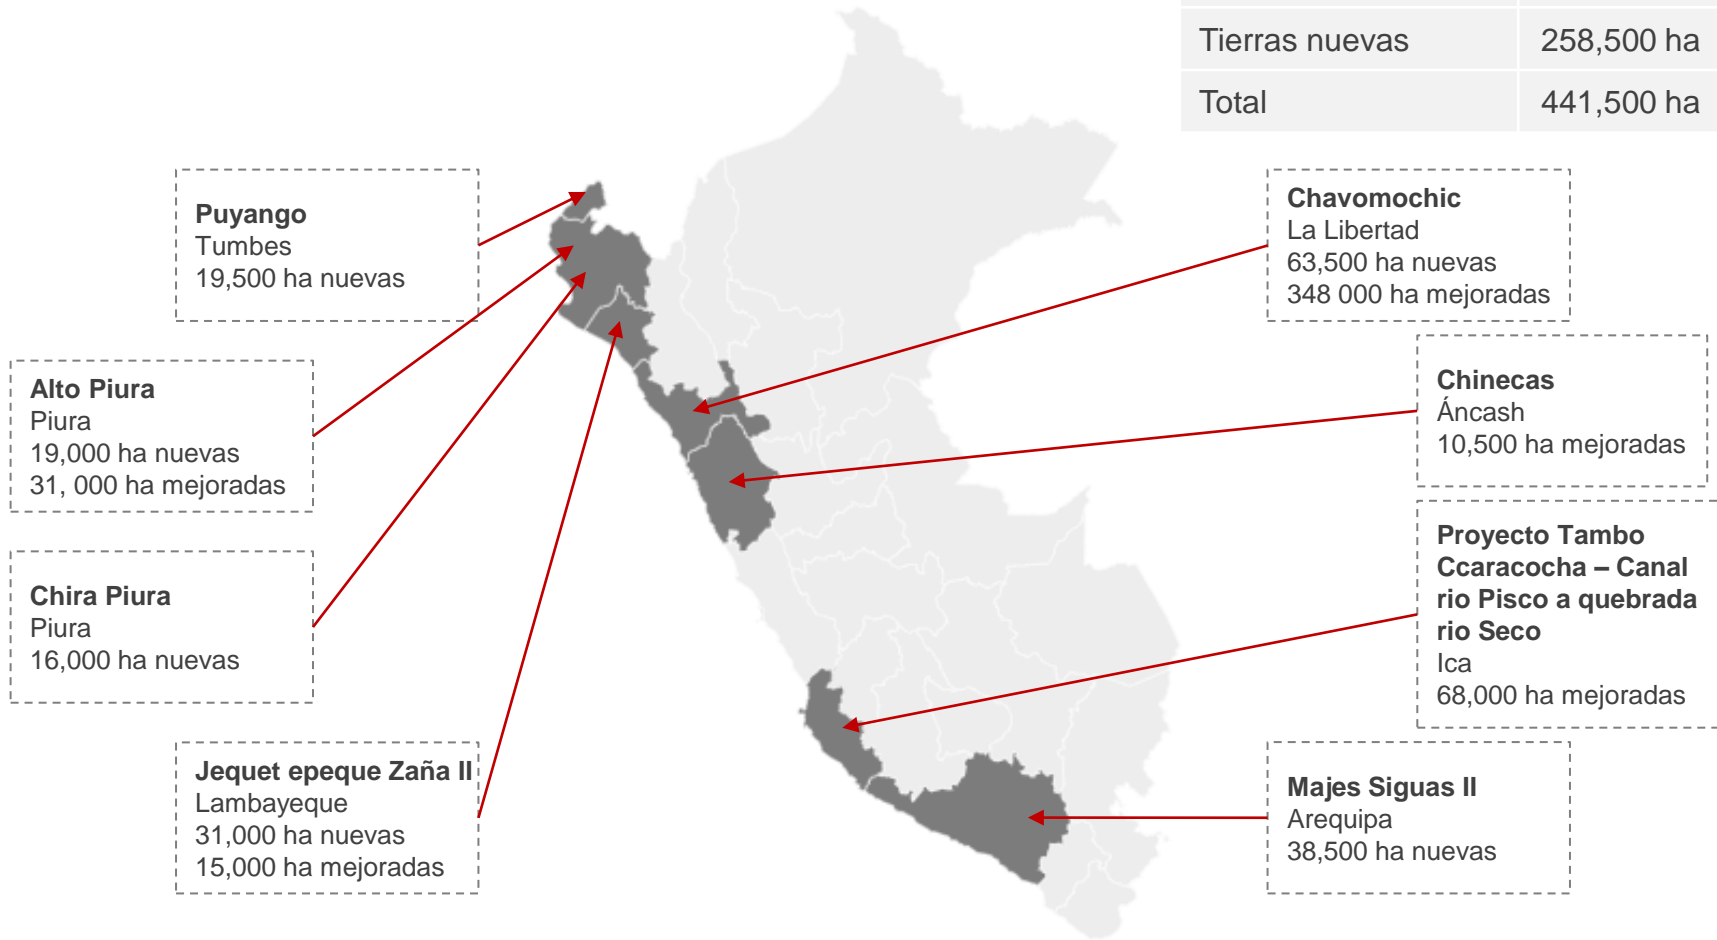 Tierras nuevas 258,500 ha
Total 441,500 ha
Puyango
Tumbes
19,500 ha nuevas
Alto Piura
Piura
19,000 ha nuevas
31, 000 ha mejoradas
Chira Piura
Piura
16,000 ha nuevas
Jequet epeque Zaña II
Lambayeque
31,000 ha nuevas
15,000 ha mejoradas
Chavomochic
La Libertad
63,500 ha nuevas
348 000 ha mejoradas
Chinecas
Áncash
10,500 ha mejoradas
Proyecto Tambo
Ccaracocha – Canal
rio Pisco a quebrada
rio Seco
Ica
68,000 ha mejoradas
Majes Siguas II
Arequipa
38,500 ha nuevas